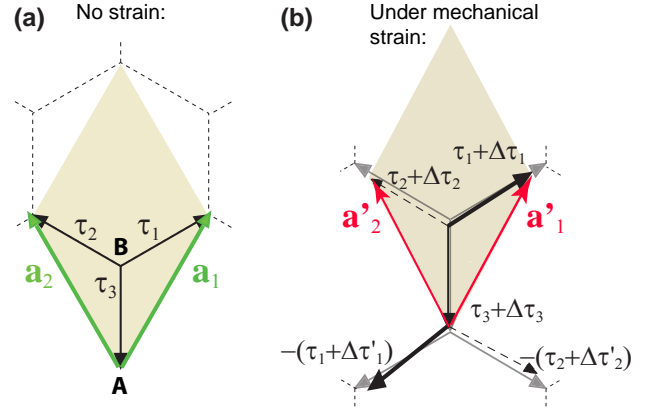 (a)
No strain:
τ₂
τ₁
B
τ₃
a₂
a₁
A
(b)
Under mechanical
strain:
τ₁+Δτ₁
τ₂+Δτ₂
a'₂
a'₁
τ₃+Δτ₃
−(τ₁+Δτ'₁)
−(τ₂+Δτ'₂)